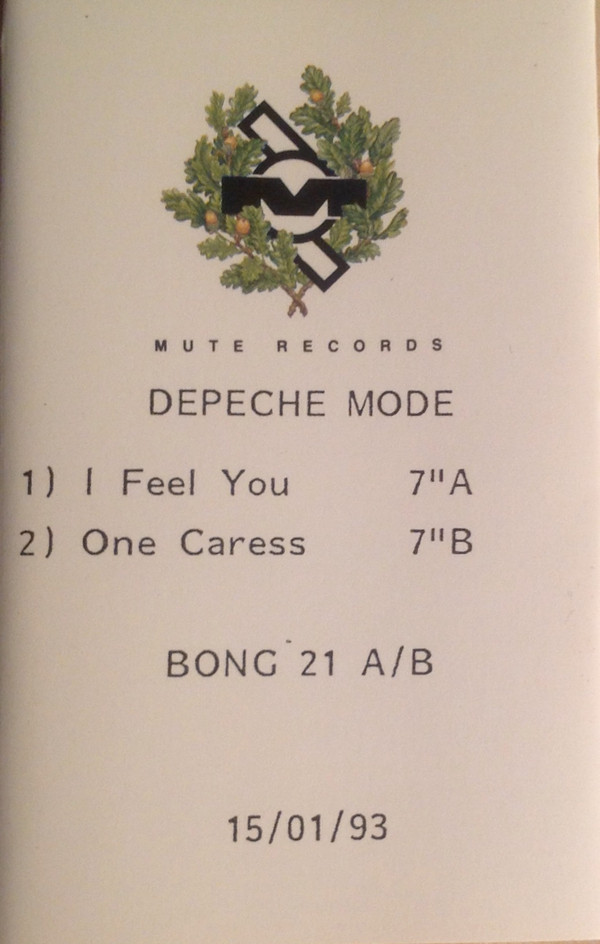 M
MUTE RECORDS
DEPECHE MODE
1) I Feel You 7"A
2) One Caress 7"B
BONG 21 A/B
15/01/93